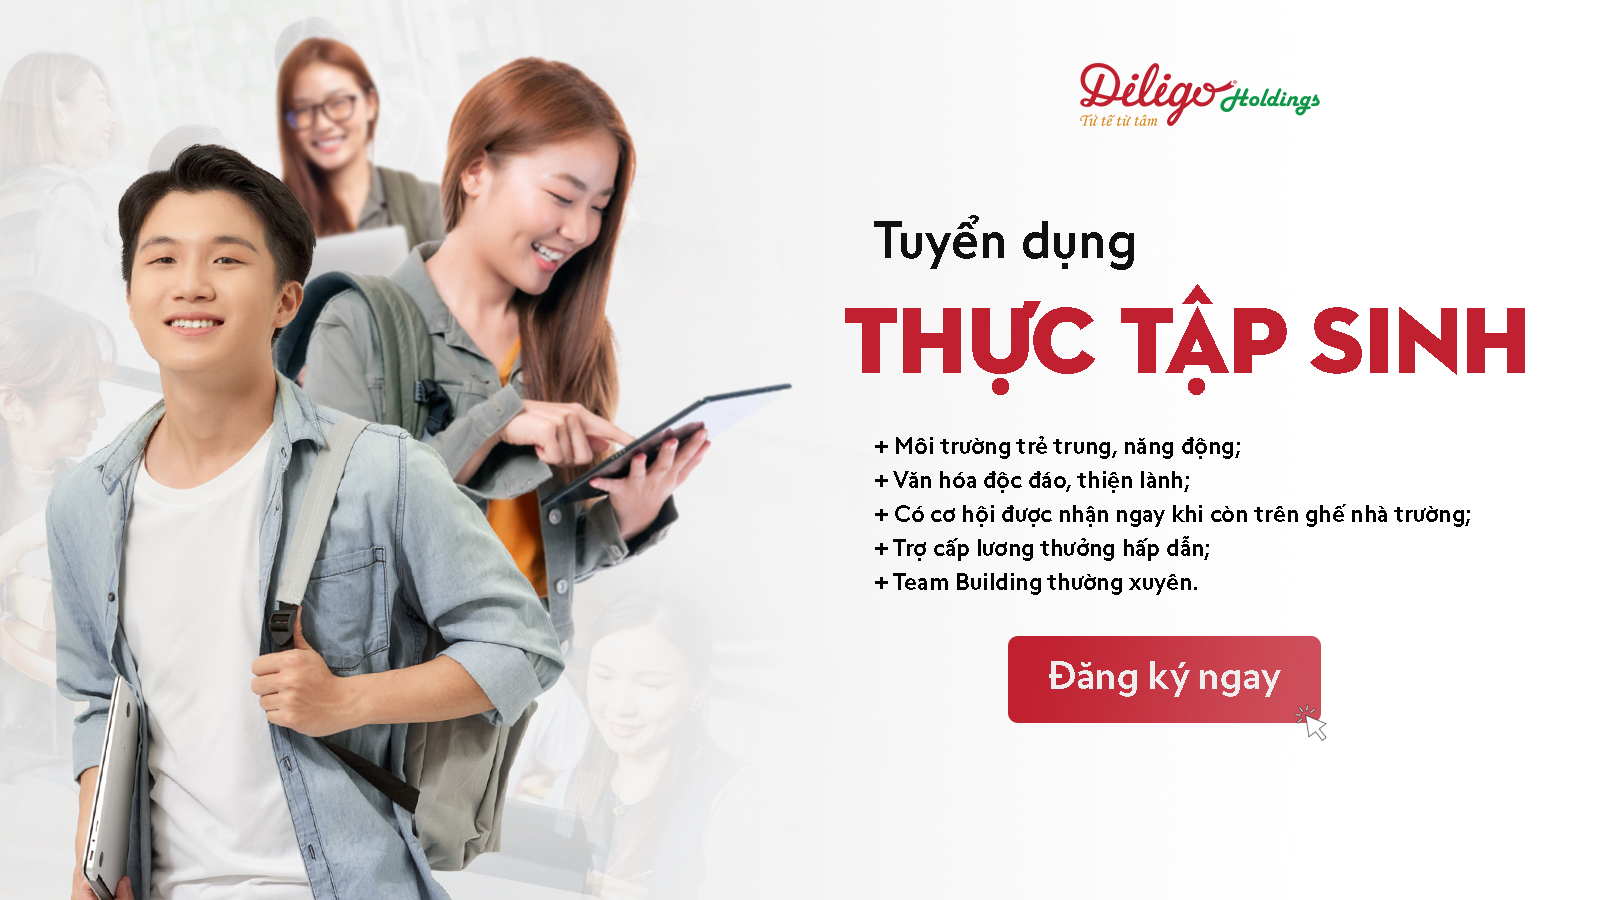 Déligo® Holdings
Tử tế từ tâm
Tuyển dụng
THỰC TẬP SINH
+ Môi trường trẻ trung, năng động;
+ Văn hóa độc đáo, thiện lành;
+ Có cơ hội được nhận ngay khi còn trên ghế nhà trường;
+ Trợ cấp lương thưởng hấp dẫn;
+ Team Building thường xuyên.
Đăng ký ngay